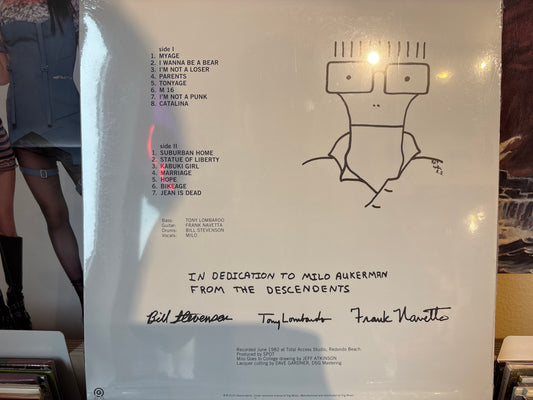 side I
1. MYAGE
2. I WANNA BE A BEAR
3. I'M NOT A LOSER
4. PARENTS
5. TONYAGE
6. M 16
7. I'M NOT A PUNK
8. CATALINA
side II
1. SUBURBAN HOME
2. STATUE OF LIBERTY
3. KABUKI GIRL
4. MARRIAGE
5. HOPE
6. BIKEAGE
7. JEAN IS DEAD
Bass: TONY LOMBARDO
Guitar: FRANK NAVETTA
Drums: BILL STEVENSON
Vocals: MILO
IN DEDICATION TO MILO AUKERMAN
FROM THE DESCENDENTS
Bill Stevenson Tony Lombardo Frank Navetta
Recorded June 1982 at Total Access Studio, Redondo Beach.
Produced by SPOT
Milo Goes to College drawing by JEFF ATKINSON
Lacquer cutting by DAVE GARDNER, DSG Mastering